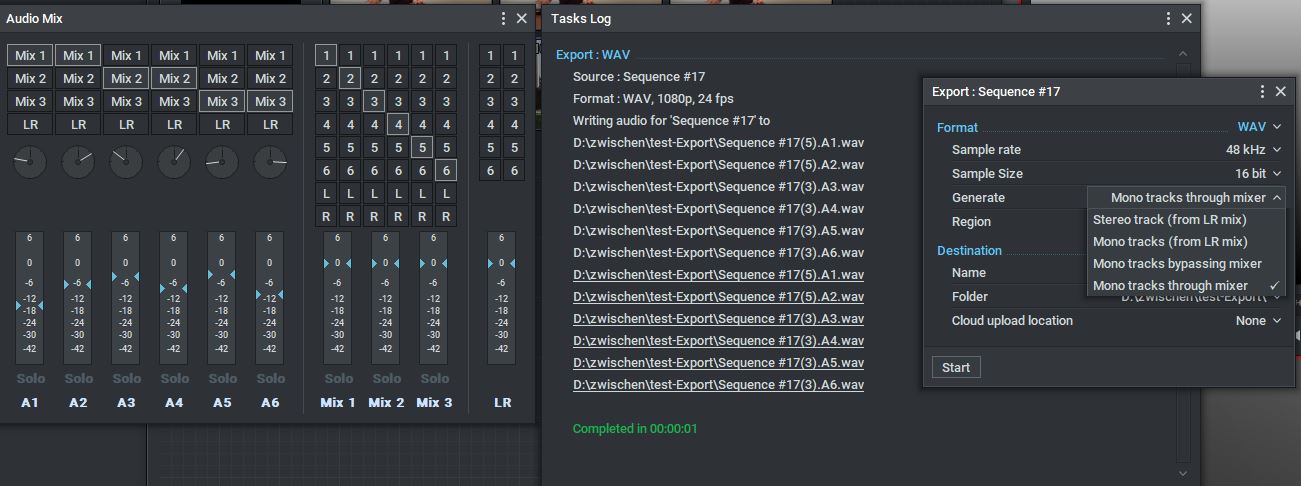 Audio Mix
Mix 1 Mix 1 Mix 1 Mix 1 Mix 1 Mix 1
Mix 2 Mix 2 Mix 2 Mix 2 Mix 2 Mix 2
Mix 3 Mix 3 Mix 3 Mix 3 Mix 3 Mix 3
LR LR LR LR LR LR
1 1 1 1 1 1 1 1
2 2 2 2 2 2 2 2
3 3 3 3 3 3 3 3
4 4 4 4 4 4 4 4
5 5 5 5 5 5 5 5
6 6 6 6 6 6 6 6
L L L L L L
R R R R R R
6 6 6 6 6 6 6 6 6 6
0 0 0 0 0 0 0 0 0 0
-6 -6 -6 -6 -6 -6 -6 -6 -6 -6
-12 -12 -12 -12 -12 -12 -12 -12 -12 -12
-18 -18 -18 -18 -18 -18 -18 -18 -18 -18
-24 -24 -24 -24 -24 -24 -24 -24 -24 -24
-30 -30 -30 -30 -30 -30 -30 -30 -30 -30
-42 -42 -42 -42 -42 -42 -42 -42 -42 -42
Solo Solo Solo Solo Solo Solo Solo Solo Solo
A1 A2 A3 A4 A5 A6 Mix 1 Mix 2 Mix 3 LR
Tasks Log
Export : WAV
Source : Sequence #17
Format : WAV, 1080p, 24 fps
Writing audio for 'Sequence #17' to
D:\zwischen\test-Export\Sequence #17(5).A1.wav
D:\zwischen\test-Export\Sequence #17(5).A2.wav
D:\zwischen\test-Export\Sequence #17(3).A3.wav
D:\zwischen\test-Export\Sequence #17(3).A4.wav
D:\zwischen\test-Export\Sequence #17(3).A5.wav
D:\zwischen\test-Export\Sequence #17(3).A6.wav
D:\zwischen\test-Export\Sequence #17(5).A1.wav
D:\zwischen\test-Export\Sequence #17(5).A2.wav
D:\zwischen\test-Export\Sequence #17(3).A3.wav
D:\zwischen\test-Export\Sequence #17(3).A4.wav
D:\zwischen\test-Export\Sequence #17(3).A5.wav
D:\zwischen\test-Export\Sequence #17(3).A6.wav
Completed in 00:00:01
Export : Sequence #17
Format WAV
Sample rate 48 kHz
Sample Size 16 bit
Generate Mono tracks through mixer
Stereo track (from LR mix)
Mono tracks (from LR mix)
Mono tracks bypassing mixer
Mono tracks through mixer
Region
Destination
Name
Folder D:\zwischen\test-Export\
Cloud upload location None
Start